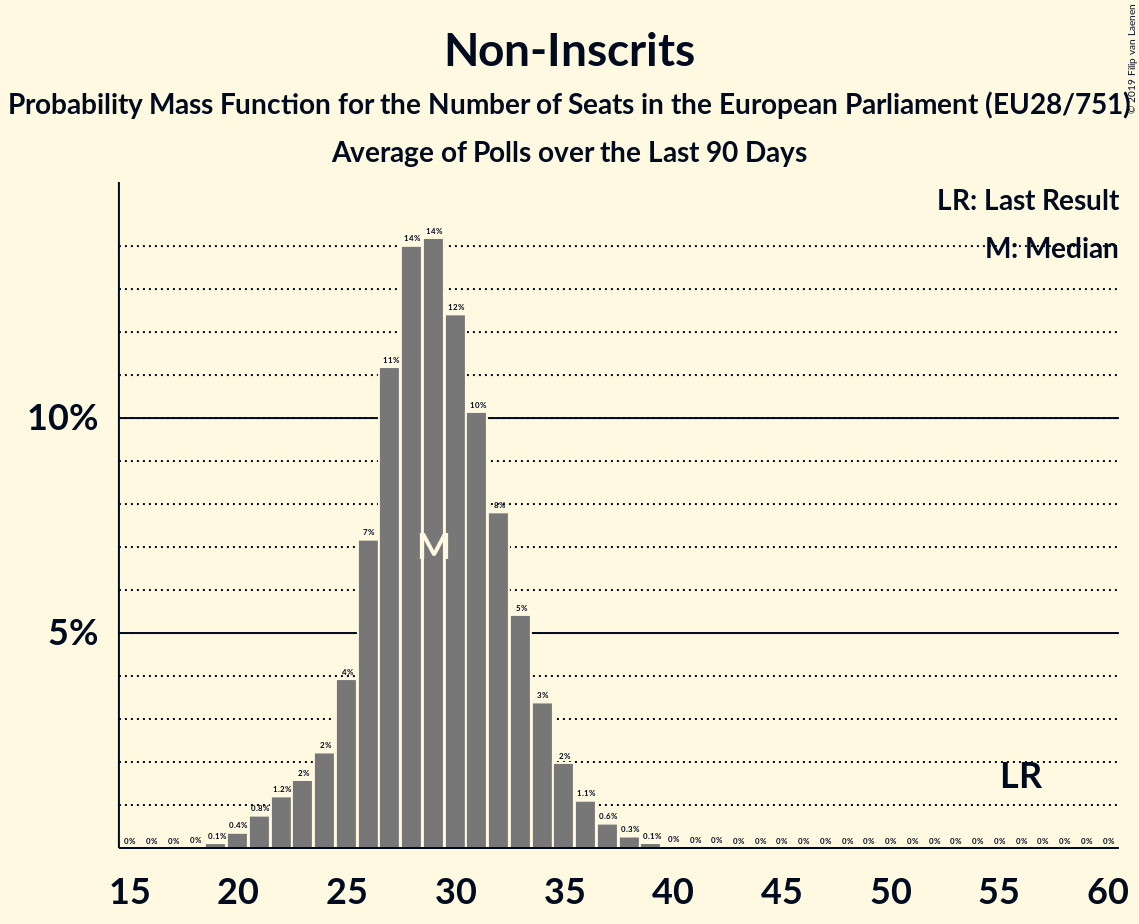 © 2019 Filip van Laenen
Non-Inscrits
Probability Mass Function for the Number of Seats in the European Parliament (EU28/751)
Average of Polls over the Last 90 Days
LR: Last Result
M: Median
14% 14%
12%
11%
10%
10%
8%
7%
M
5%
5%
4%
3%
2% 2%
LR
2%
1.2% 1.1%
0.8%
0.6%
0.4% 0.3%
0% 0% 0% 0% 0.1% 0.1% 0% 0% 0% 0% 0% 0% 0% 0% 0% 0% 0% 0% 0% 0% 0% 0% 0% 0% 0%
15 20 25 30 35 40 45 50 55 60